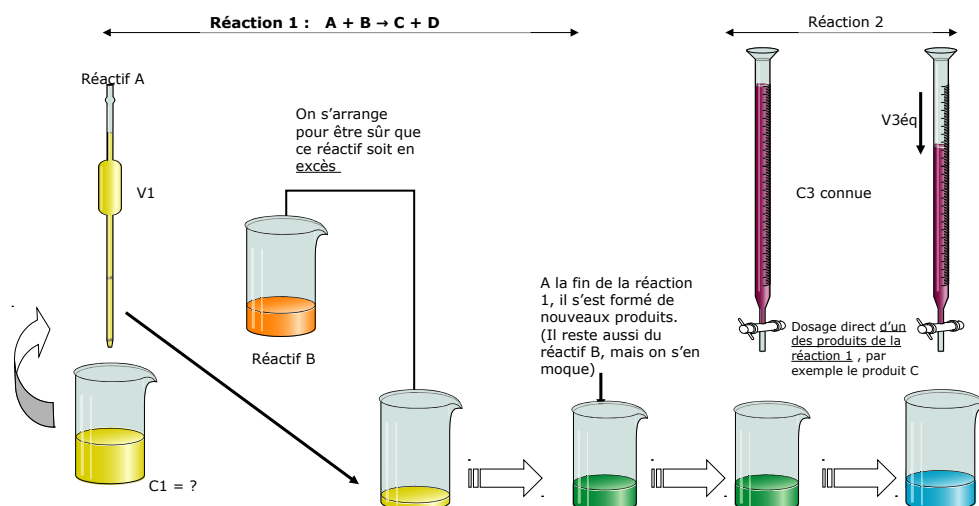 Réaction 1 : A + B → C + D
Réaction 2
Réactif A
On s’arrange
pour être sûr que
ce réactif soit en
excès
V1
V3éq
C3 connue
A la fin de la réaction
1, il s’est formé de
nouveaux produits.
(Il reste aussi du
réactif B, mais on s’en
moque)
Réactif B
Dosage direct d’un
des produits de la
réaction 1 , par
exemple le produit C
C1 = ?